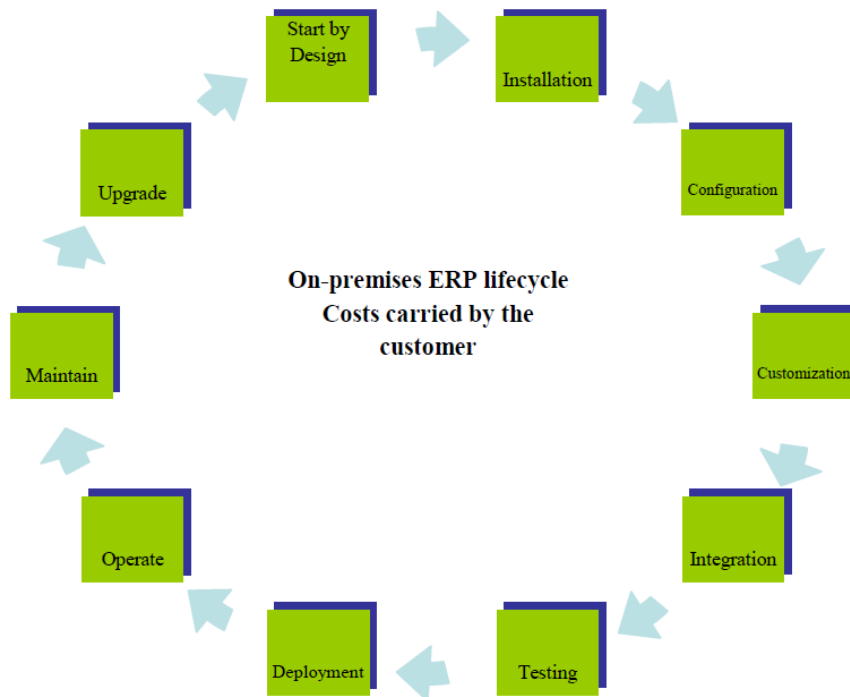 Start by
Design
Installation
Configuration
Customization
Integration
Testing
Deployment
Operate
Maintain
Upgrade
On-premises ERP lifecycle
Costs carried by the
customer